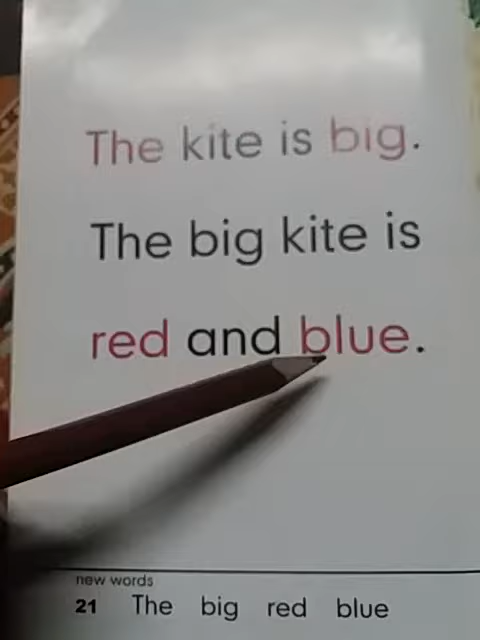 The kite is big.
The big kite is
red and blue.
new words
21 The big red blue